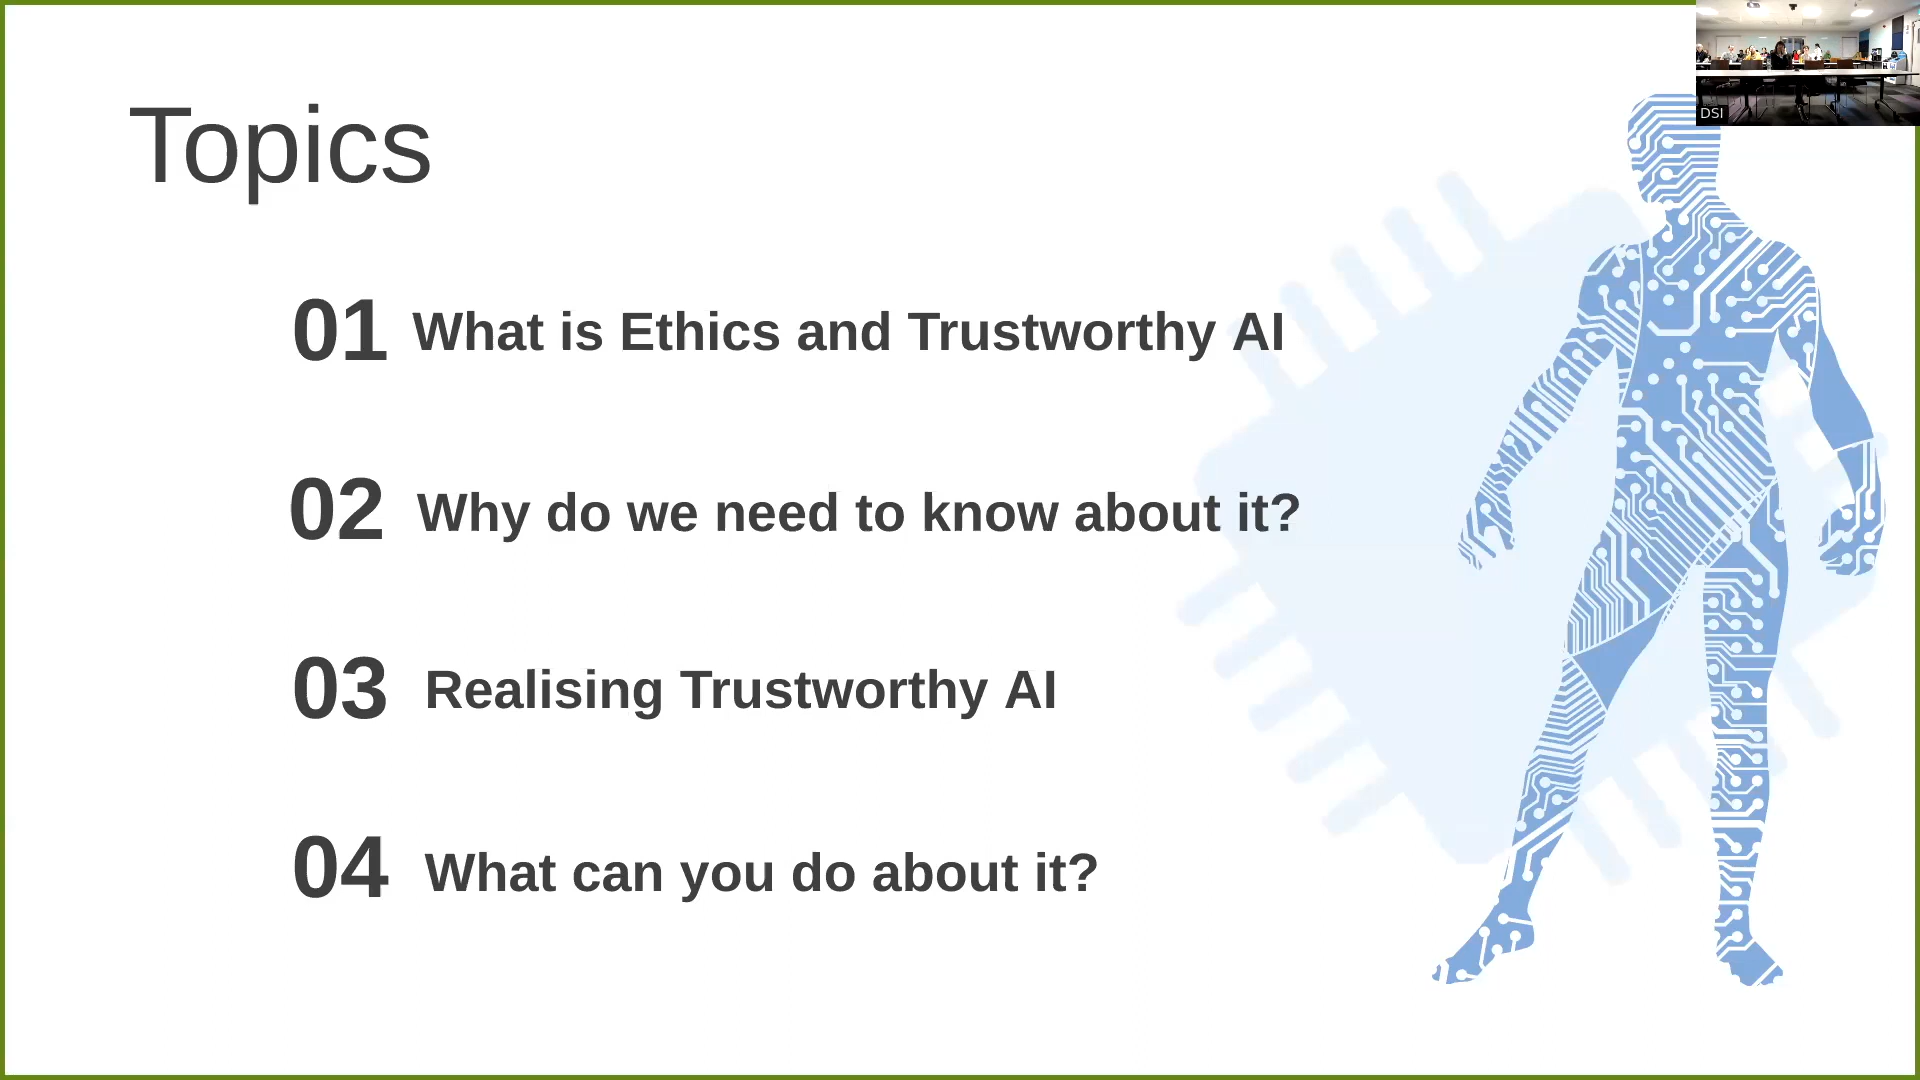 Topics
01 What is Ethics and Trustworthy AI
02 Why do we need to know about it?
03 Realising Trustworthy AI
04 What can you do about it?
DSI